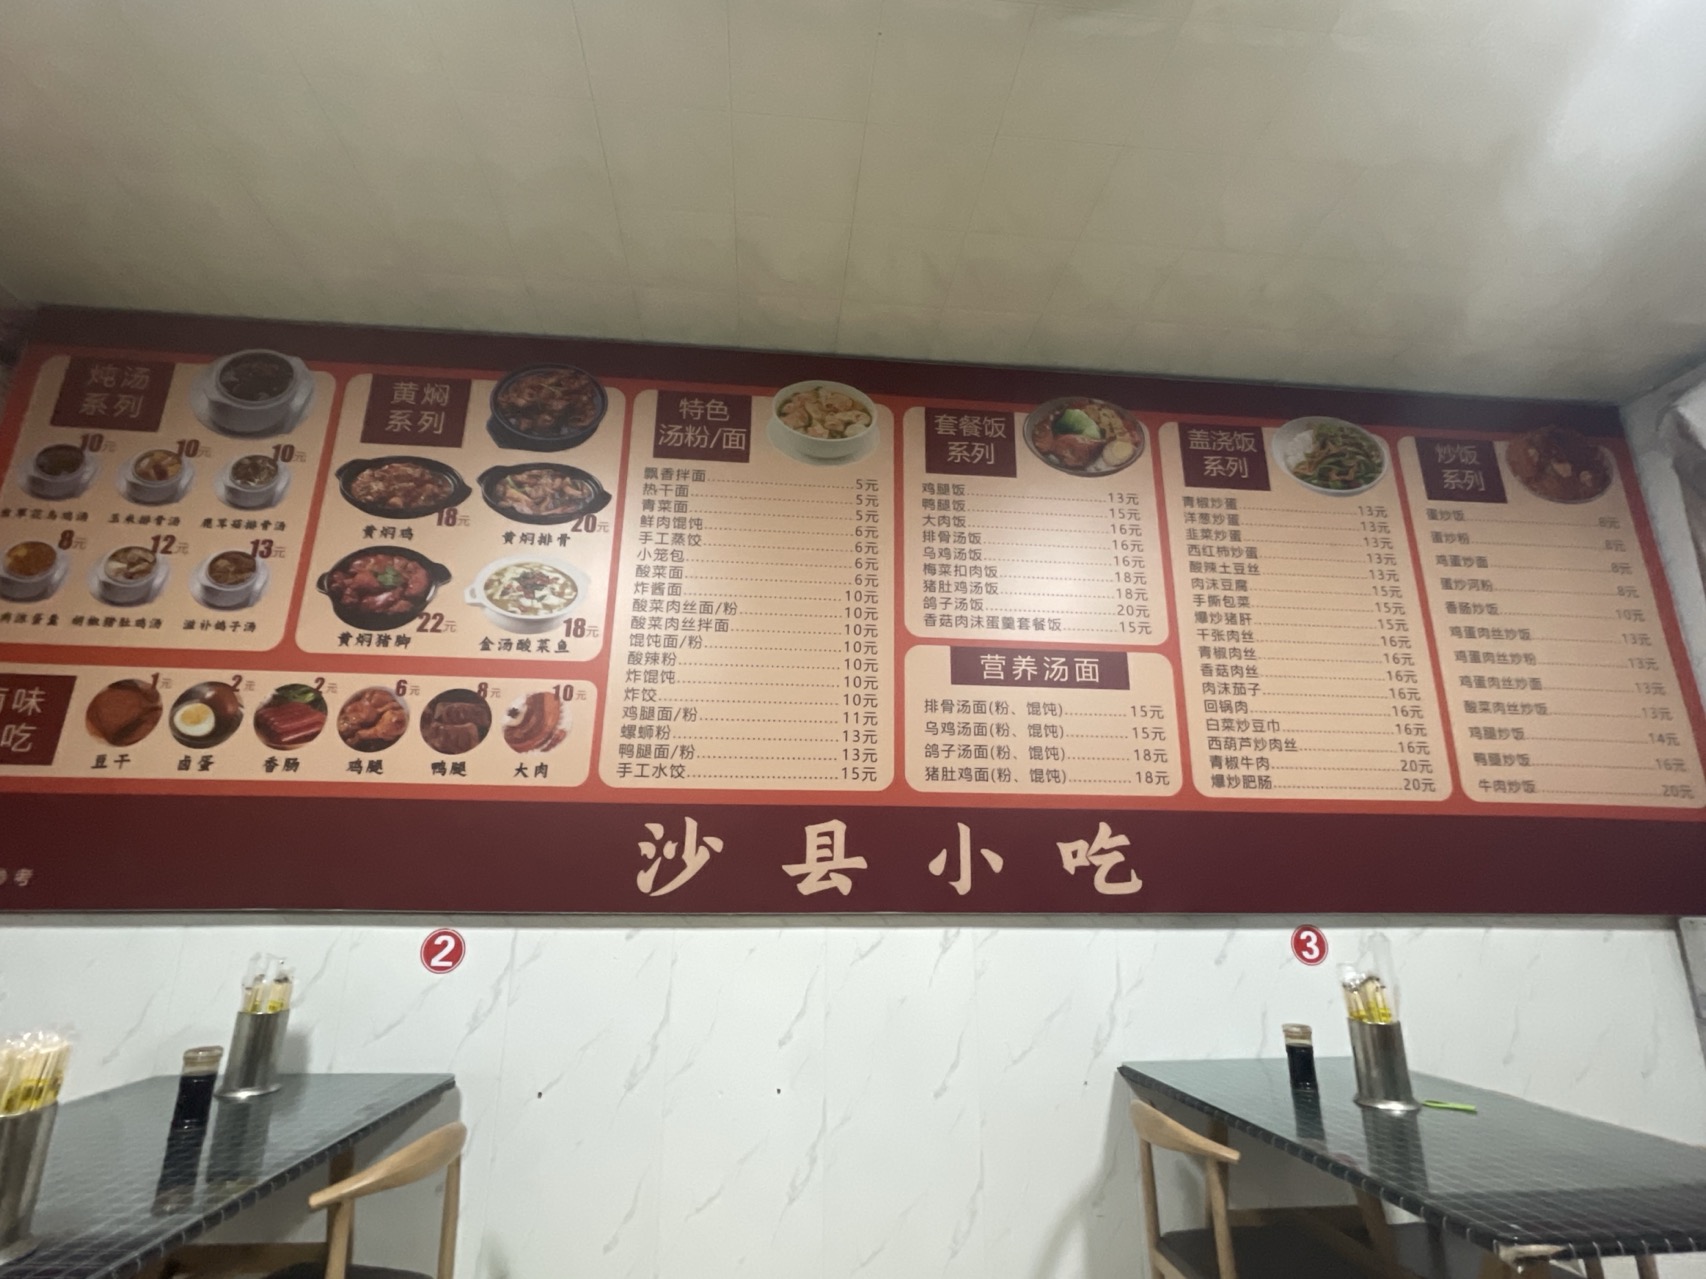 炖汤
系列
10元
10元
10元
玉米排骨汤
鹿茸菇排骨汤
8元
12元
13元
胡椒猪肚鸡汤
滋补鸽子汤
黄焖
系列
18元
20元
黄焖鸡
黄焖排骨
22元
18元
黄焖猪脚
金汤酸菜鱼
味
吃
1元
2元
2元
6元
8元
10元
豆干
卤蛋
香肠
鸡腿
鸭腿
大肉
特色
汤粉/面
飘香拌面 5元
热干面 5元
青菜面 5元
鲜肉馄饨 6元
手工蒸饺 6元
小笼包 6元
酸菜面 6元
炸酱面 10元
酸菜肉丝面/粉 10元
酸菜肉丝拌面 10元
馄饨面/粉 10元
酸辣粉 10元
炸馄饨 10元
炸饺 10元
鸡腿面/粉 11元
螺蛳粉 13元
鸭腿面/粉 13元
手工水饺 15元
套餐饭
系列
鸡腿饭 13元
鸭腿饭 15元
大肉饭 16元
排骨汤饭 16元
乌鸡汤饭 16元
梅菜扣肉饭 18元
猪肚鸡汤饭 18元
鸽子汤饭 20元
香菇肉沫蛋羹套餐饭 15元
营养汤面
排骨汤面(粉、馄饨) 15元
乌鸡汤面(粉、馄饨) 15元
鸽子汤面(粉、馄饨) 18元
猪肚鸡面(粉、馄饨) 18元
盖浇饭
系列
青椒炒蛋 13元
洋葱炒蛋 13元
韭菜炒蛋 13元
西红柿炒蛋 13元
酸辣土豆丝 13元
肉沫豆腐 15元
手撕包菜 15元
爆炒猪肝 15元
千张肉丝 16元
青椒肉丝 16元
香菇肉丝 16元
肉沫茄子 16元
回锅肉 16元
白菜炒豆巾 16元
西葫芦炒肉丝 16元
青椒牛肉 20元
爆炒肥肠 20元
炒饭
系列
蛋炒饭 8元
蛋炒粉 8元
鸡蛋炒面 8元
蛋炒河粉 8元
香肠炒饭 10元
鸡蛋肉丝炒饭 13元
鸡蛋肉丝炒粉 13元
鸡蛋肉丝炒面 13元
酸菜肉丝炒饭 13元
鸡腿炒饭 14元
鸭腿炒饭 16元
牛肉炒饭 20元
沙县小吃
考
2
3